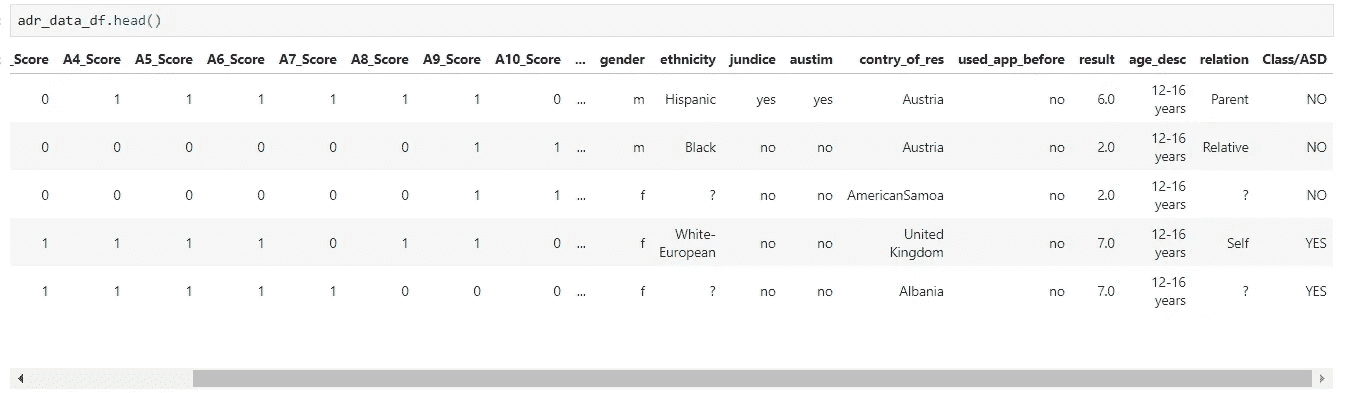 adr_data_df.head()
_Score A4_Score A5_Score A6_Score A7_Score A8_Score A9_Score A10_Score ... gender ethnicity jundice austim contry_of_res used_app_before result age_desc relation Class/ASD
0 1 1 1 1 1 1 0 ... m Hispanic yes yes Austria no 6.0 12-16 years Parent NO
0 0 0 0 0 0 1 1 ... m Black no no Austria no 2.0 12-16 years Relative NO
0 0 0 0 0 0 1 1 ... f ? no no AmericanSamoa no 2.0 12-16 years ? NO
1 1 1 1 0 1 1 0 ... f White-European no no United Kingdom no 7.0 12-16 years Self YES
1 1 1 1 1 0 0 0 ... f ? no no Albania no 7.0 12-16 years ? YES